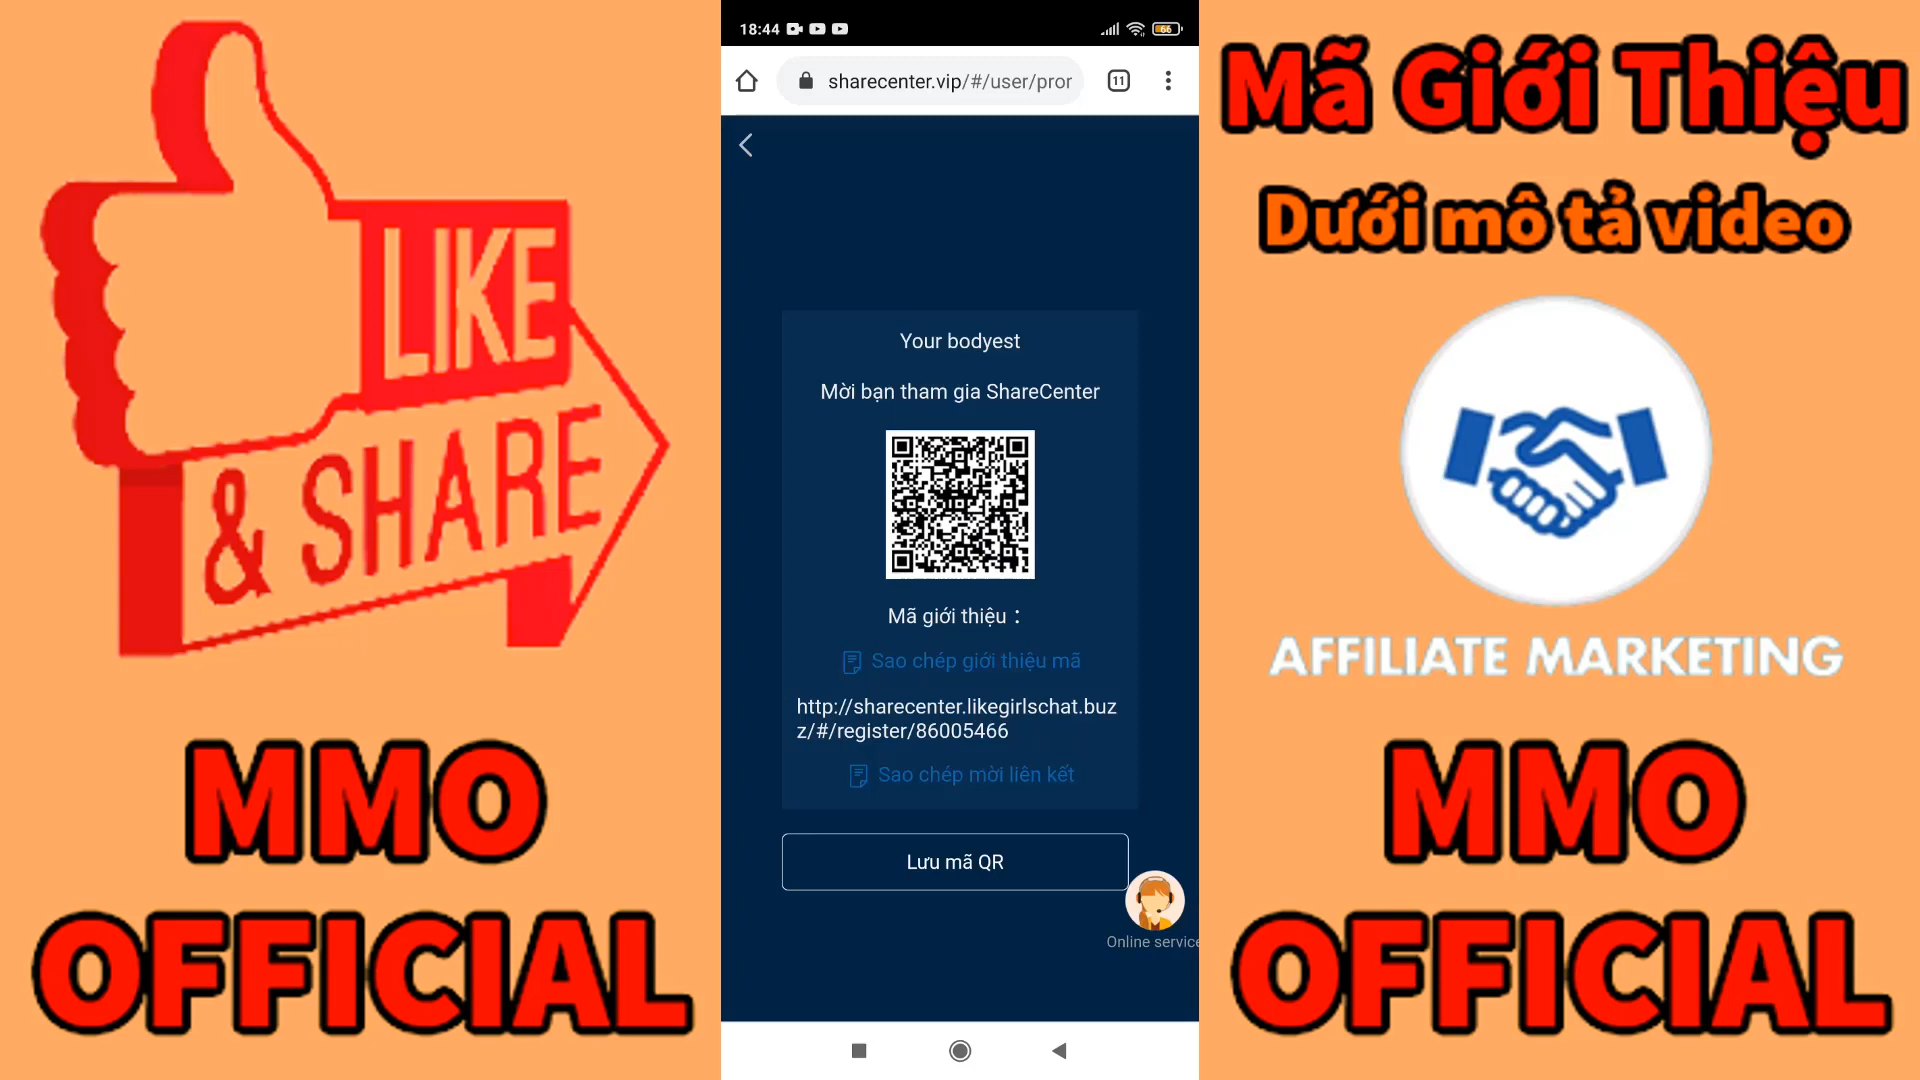 LIKE
& SHARE
MMO
OFFICIAL
18:44
66
sharecenter.vip/#/user/pror
11
Your bodyest
Mời bạn tham gia ShareCenter
Mã giới thiệu：
Sao chép giới thiệu mã
http://sharecenter.likegirlschat.buz
z/#/register/86005466
Sao chép mời liên kết
Lưu mã QR
Online service
Mã Giới Thiệu
Dưới mô tả video
AFFILIATE MARKETING
MMO
OFFICIAL